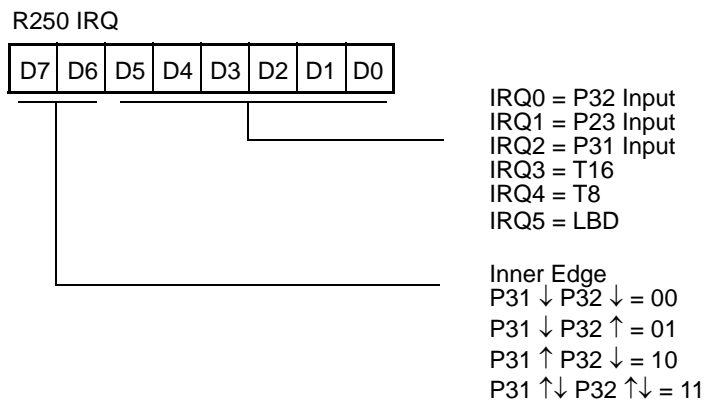 R250 IRQ
D7 D6 D5 D4 D3 D2 D1 D0
IRQ0 = P32 Input
IRQ1 = P23 Input
IRQ2 = P31 Input
IRQ3 = T16
IRQ4 = T8
IRQ5 = LBD
Inner Edge
P31 ↓ P32 ↓ = 00
P31 ↓ P32 ↑ = 01
P31 ↑ P32 ↓ = 10
P31 ↑↓ P32 ↑↓ = 11